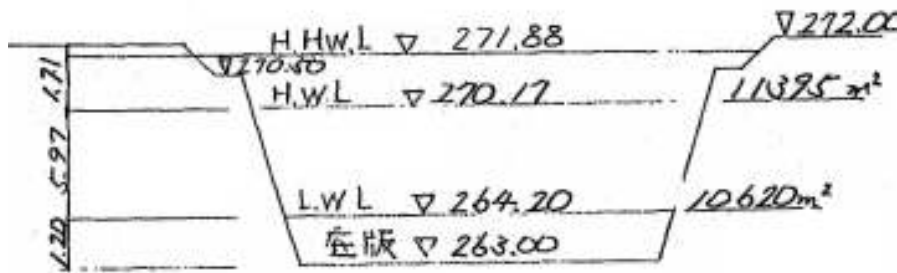 ▽272.00
H.HW.L ▽ 271.88
▽270.50
1.71
H.W.L ▽ 270.17
11395 m²
5.97
L.W L ▽ 264.20
10620m²
1.20
底版 ▽ 263.00